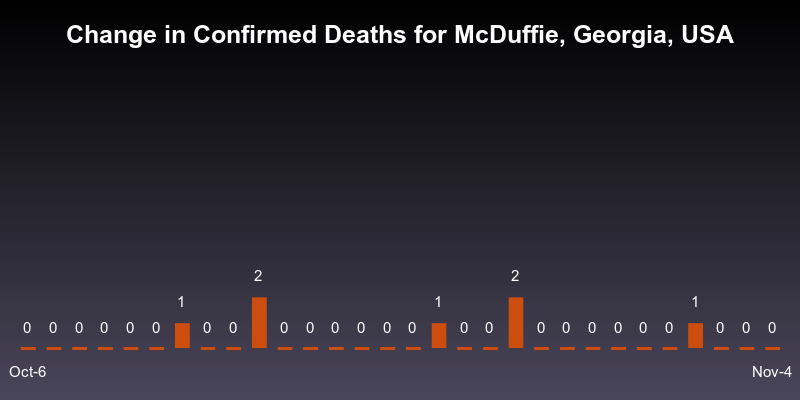 Change in Confirmed Deaths for McDuffie, Georgia, USA
0 0 0 0 0 0 1 0 0 2 0 0 0 0 0 0 1 0 0 2 0 0 0 0 0 0 1 0 0 0
Oct-6 Nov-4